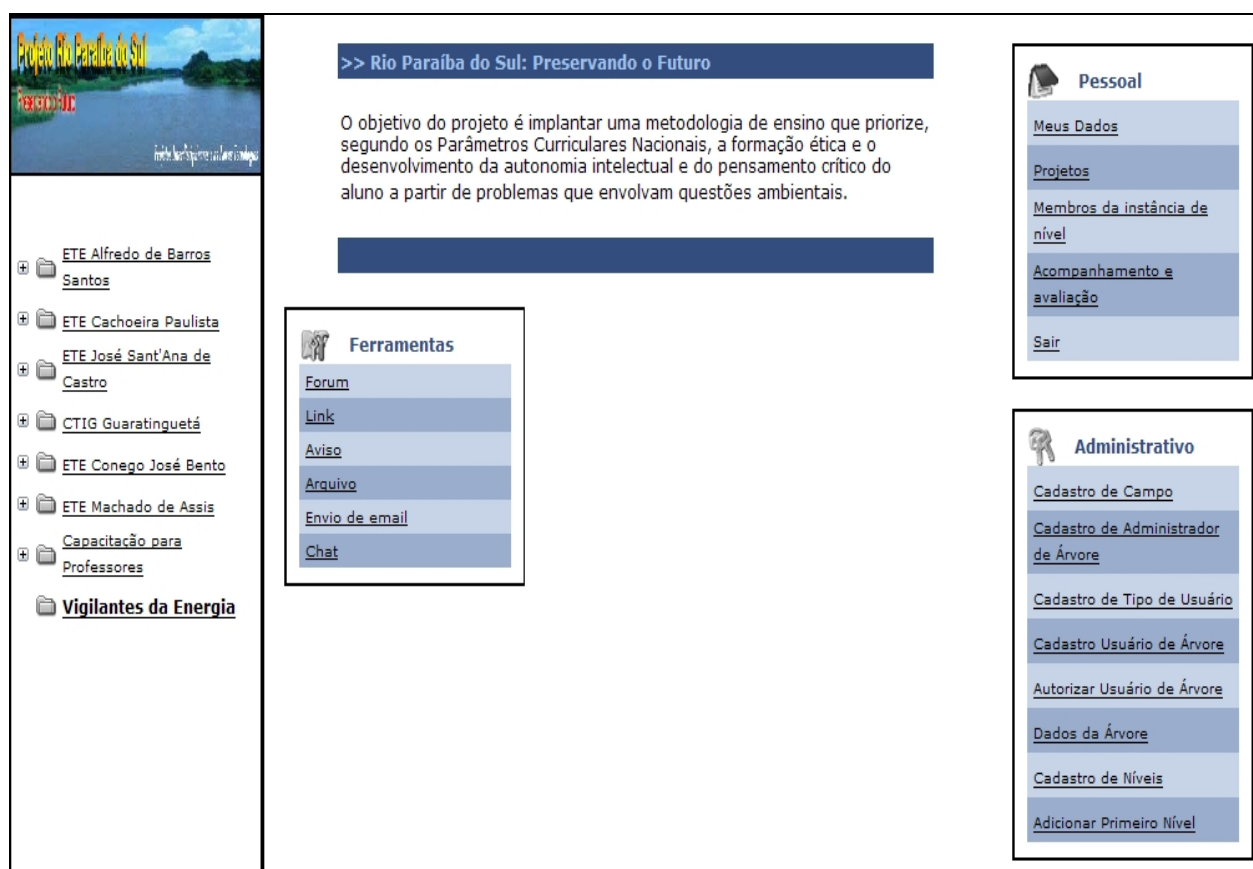 Projeto Rio Paraíba do Sul
Preservando o Futuro
ETE Alfredo de Barros
Santos
ETE Cachoeira Paulista
ETE José Sant'Ana de
Castro
CTIG Guaratinguetá
ETE Conego José Bento
ETE Machado de Assis
Capacitação para
Professores
Vigilantes da Energia
>> Rio Paraíba do Sul: Preservando o Futuro
O objetivo do projeto é implantar uma metodologia de ensino que priorize,
segundo os Parâmetros Curriculares Nacionais, a formação ética e o
desenvolvimento da autonomia intelectual e do pensamento crítico do
aluno a partir de problemas que envolvam questões ambientais.
Ferramentas
Forum
Link
Aviso
Arquivo
Envio de email
Chat
Pessoal
Meus Dados
Projetos
Membros da instância de
nível
Acompanhamento e
avaliação
Sair
Administrativo
Cadastro de Campo
Cadastro de Administrador
de Árvore
Cadastro de Tipo de Usuário
Cadastro Usuário de Árvore
Autorizar Usuário de Árvore
Dados da Árvore
Cadastro de Níveis
Adicionar Primeiro Nível